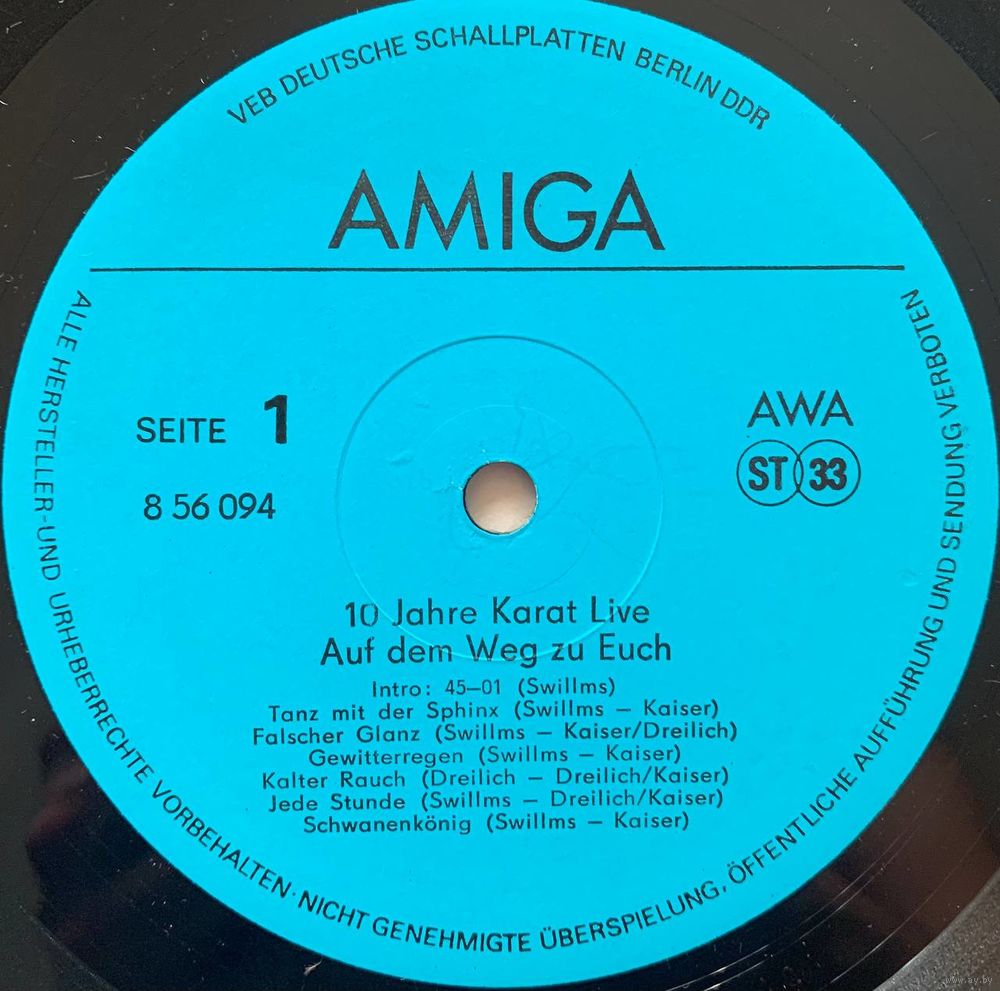 VEB DEUTSCHE SCHALLPLATTEN BERLIN DDR
AMIGA
SEITE 1
8 56 094
AWA
ST 33
10 Jahre Karat Live
Auf dem Weg zu Euch
Intro: 45–01 (Swillms)
Tanz mit der Sphinx (Swillms – Kaiser)
Falscher Glanz (Swillms – Kaiser/Dreilich)
Gewitterregen (Swillms – Kaiser)
Kalter Rauch (Dreilich – Dreilich/Kaiser)
Jede Stunde (Swillms – Dreilich/Kaiser)
Schwanenkönig (Swillms – Kaiser)
ALLE HERSTELLER-UND URHEBERRECHTE VORBEHALTEN · NICHT GENEHMIGTE ÜBERSPIELUNG, ÖFFENTLICHE AUFFÜHRUNG UND SENDUNG VERBOTEN
www.ay.by